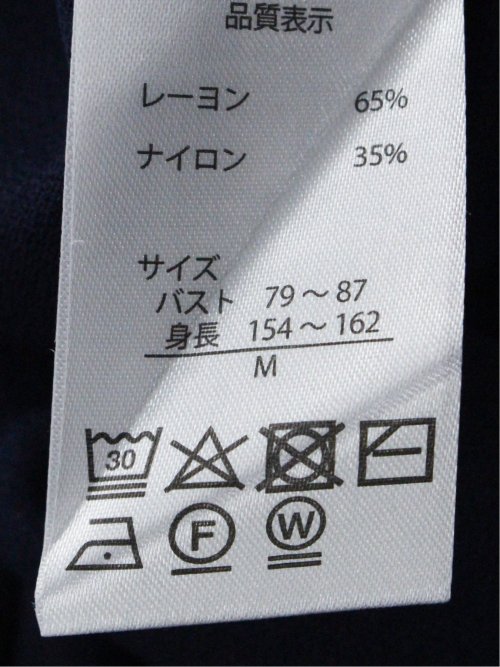 品質表示
レーヨン 65%
ナイロン 35%
サイズ
バスト 79～87
身長 154～162
M
30
F W